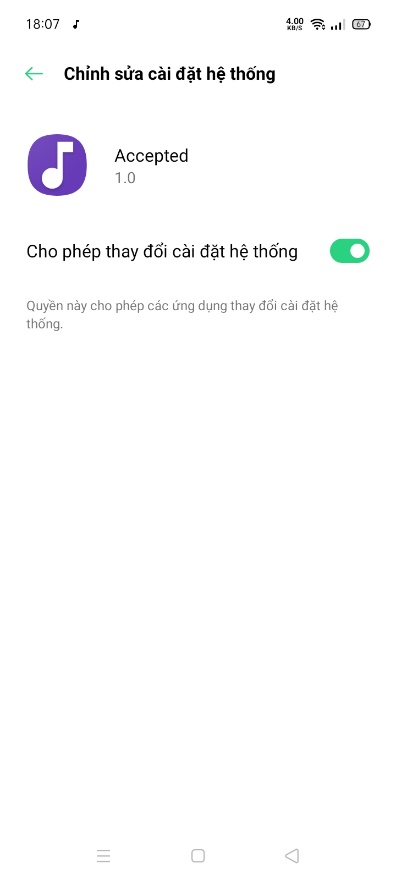 18:07
4.00
KB/S
67
Chỉnh sửa cài đặt hệ thống
Accepted
1.0
Cho phép thay đổi cài đặt hệ thống
Quyền này cho phép các ứng dụng thay đổi cài đặt hệ
thống.